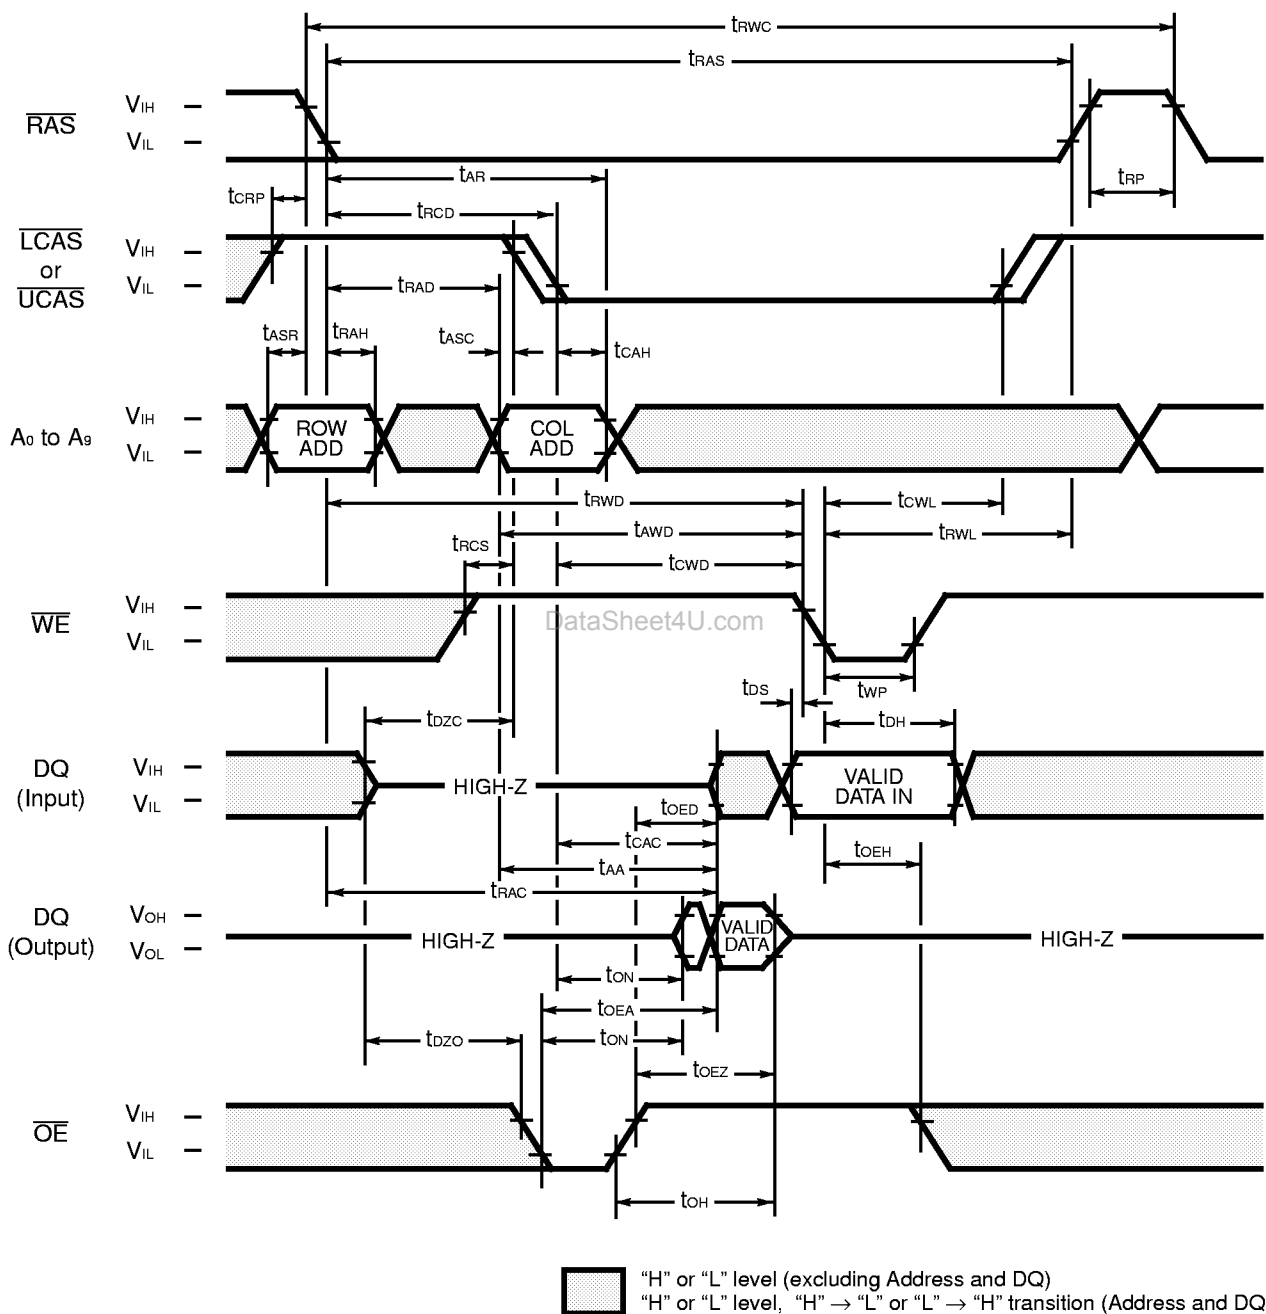 tRWC
tRAS
RAS
VIH
VIL
tAR
tRP
tCRP
tRCD
LCAS
or
UCAS
VIH
VIL
tRAD
tASR
tRAH
tASC
tCAH
A0 to A9
VIH
VIL
ROW
ADD
COL
ADD
tRWD
tCWL
tAWD
tRWL
tRCS
tCWD
WE
VIH
VIL
DataSheet4U.com
tDS
tWP
tDZC
tDH
DQ
(Input)
VIH
VIL
HIGH-Z
VALID
DATA IN
tOED
tCAC
tOEH
tAA
tRAC
DQ
(Output)
VOH
VOL
HIGH-Z
VALID
DATA
HIGH-Z
tON
tOEA
tDZO
tON
tOEZ
OE
VIH
VIL
tOH
“H” or “L” level (excluding Address and DQ)
“H” or “L” level, “H” → “L” or “L” → “H” transition (Address and DQ